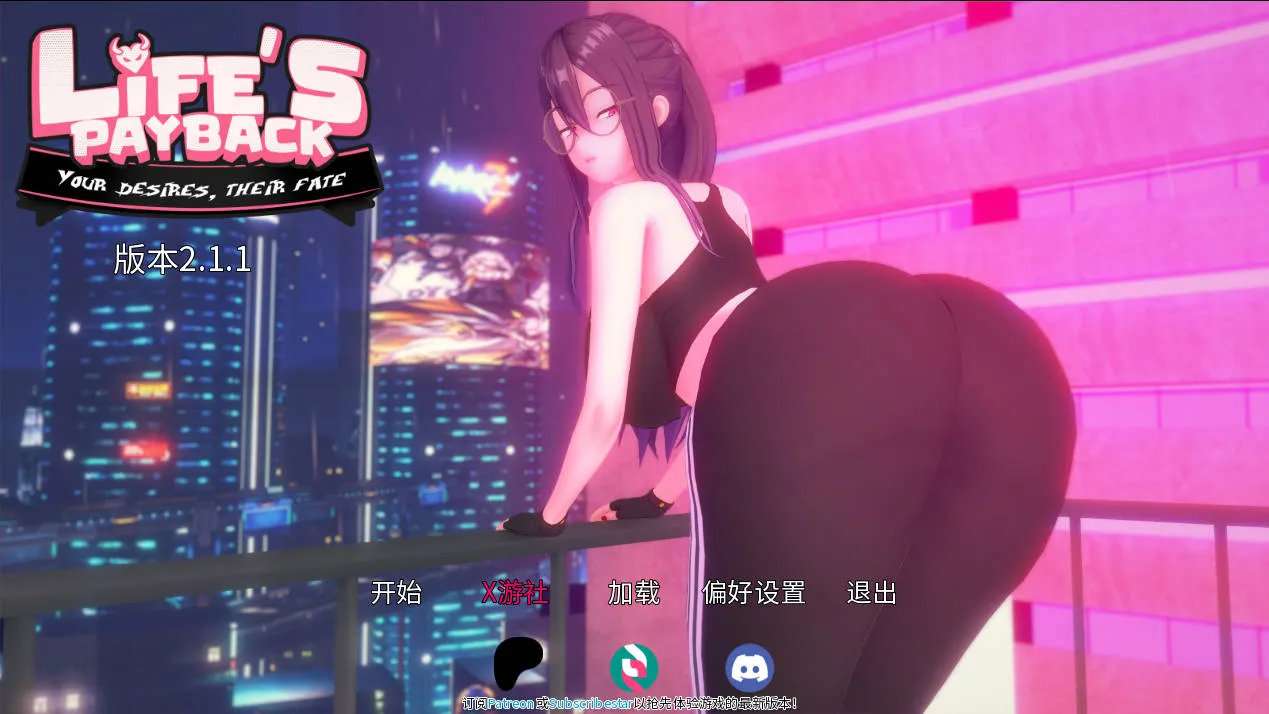 LiFE'S
PAYBACK
YOUR DESIRES, THEIR FATE
版本2.1.1
开始 X游社 加载 偏好设置 退出
订阅Patreon或Subscribestar以抢先体验游戏的最新版本！